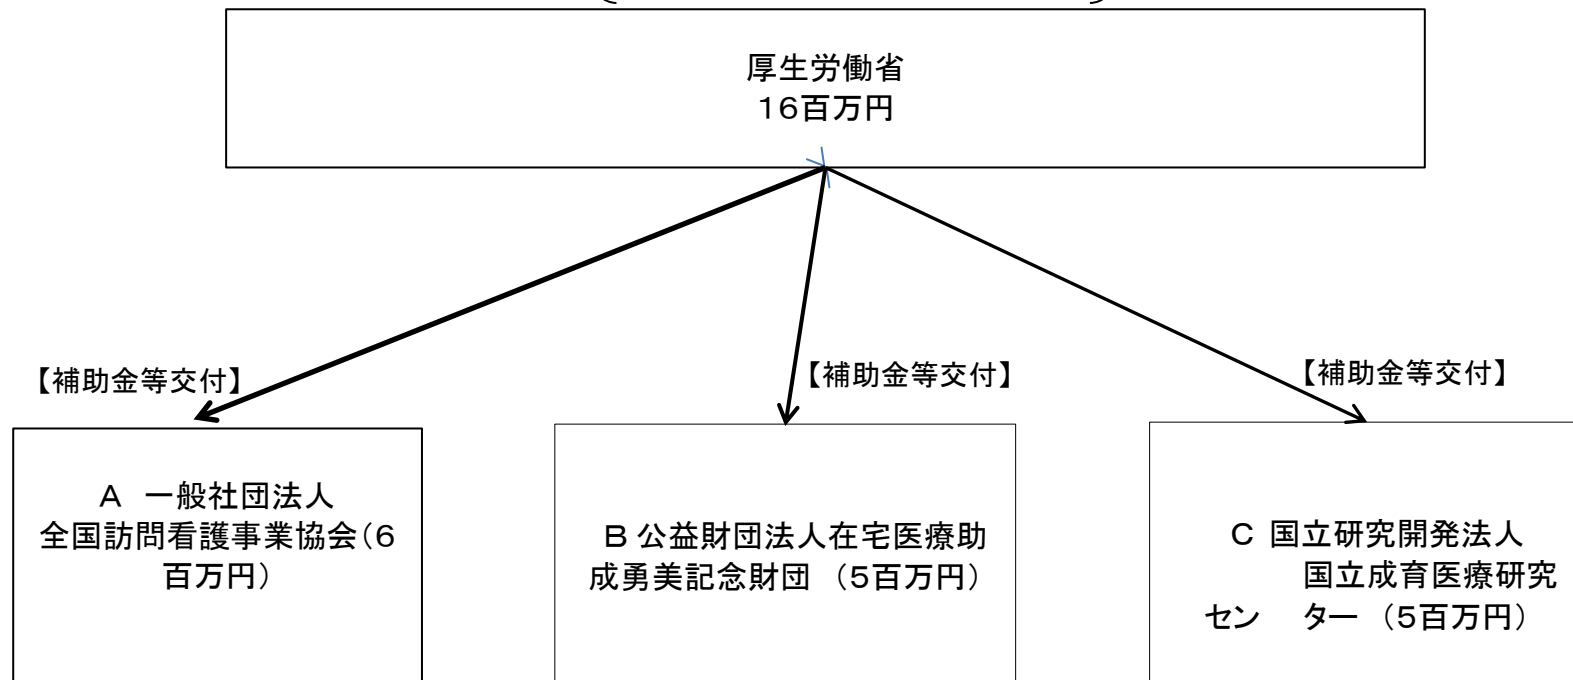 厚生労働省
16百万円
【補助金等交付】
【補助金等交付】
【補助金等交付】
A 一般社団法人
全国訪問看護事業協会(6
百万円)
B 公益財団法人在宅医療助
成勇美記念財団 (5百万円)
C 国立研究開発法人
国立成育医療研究
セン ター (5百万円)